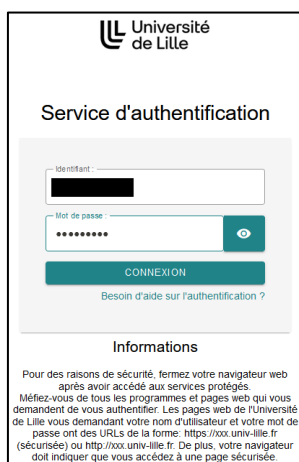 Université
de Lille
Service d'authentification
Identifiant :
Mot de passe :
•••••••••
CONNEXION
Besoin d'aide sur l'authentification ?
Informations
Pour des raisons de sécurité, fermez votre navigateur web
après avoir accédé aux services protégés.
Méfiez-vous de tous les programmes et pages web qui vous
demandent de vous authentifier. Les pages web de l'Université
de Lille vous demandant votre nom d'utilisateur et votre mot de
passe ont des URLs de la forme: https://xxx.univ-lille.fr
(sécurisée) ou http://xxx.univ-lille.fr. De plus, votre navigateur
doit indiquer que vous accédez à une page sécurisée.